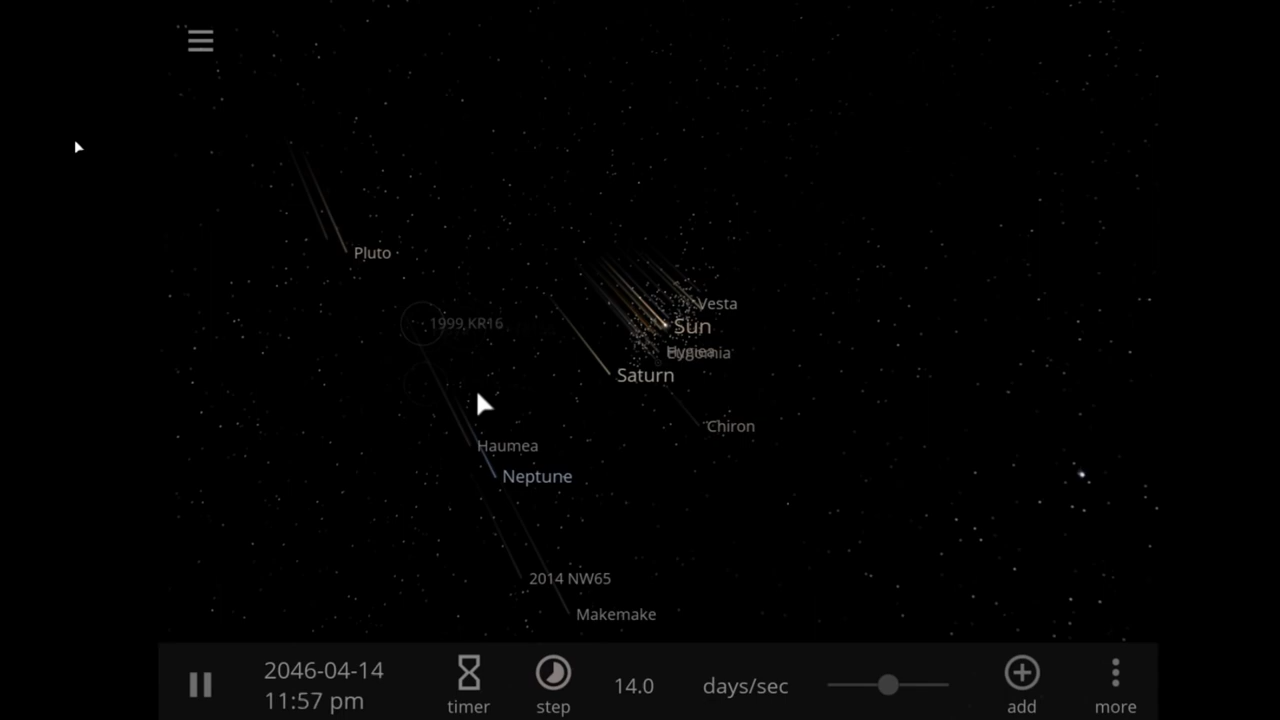 Pluto
1999 KR16
Vesta
Sun
Hygiea
Saturn
Chiron
Haumea
Neptune
2014 NW65
Makemake
2046-04-14
11:57 pm
timer
step
14.0
days/sec
add
more